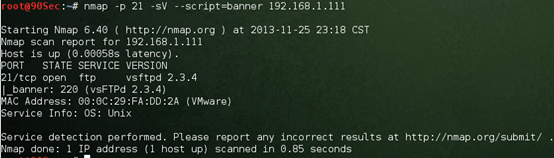 root@90Sec:~# nmap -p 21 -sV --script=banner 192.168.1.111
Starting Nmap 6.40 ( http://nmap.org ) at 2013-11-25 23:18 CST
Nmap scan report for 192.168.1.111
Host is up (0.00058s latency).
PORT   STATE SERVICE VERSION
21/tcp open  ftp     vsftpd 2.3.4
|_banner: 220 (vsFTPd 2.3.4)
MAC Address: 00:0C:29:FA:DD:2A (VMware)
Service Info: OS: Unix
Service detection performed. Please report any incorrect results at http://nmap.org/submit/ .
Nmap done: 1 IP address (1 host up) scanned in 0.85 seconds